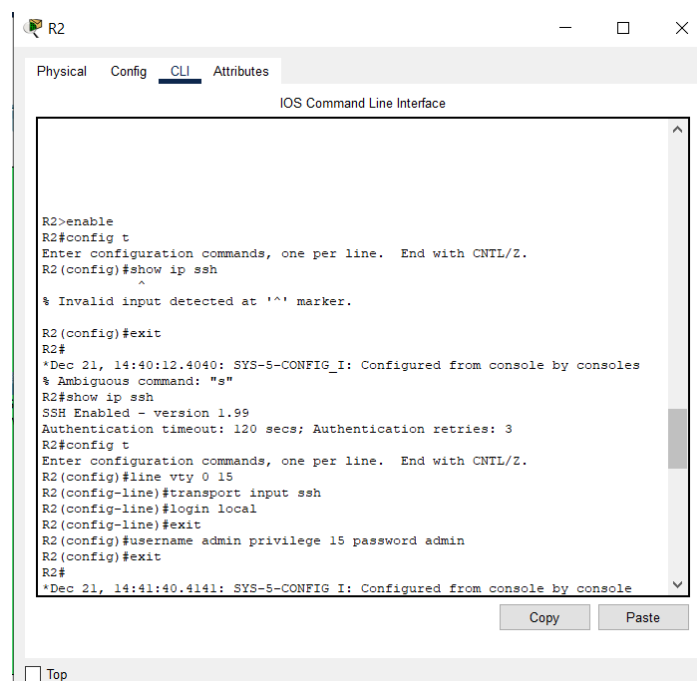 R2
Physical Config CLI Attributes
IOS Command Line Interface
R2>enable
R2#config t
Enter configuration commands, one per line.  End with CNTL/Z.
R2(config)#show ip ssh
^
% Invalid input detected at '^' marker.
R2(config)#exit
R2#
*Dec 21, 14:40:12.4040: SYS-5-CONFIG_I: Configured from console by consoles
% Ambiguous command: "s"
R2#show ip ssh
SSH Enabled - version 1.99
Authentication timeout: 120 secs; Authentication retries: 3
R2#config t
Enter configuration commands, one per line.  End with CNTL/Z.
R2(config)#line vty 0 15
R2(config-line)#transport input ssh
R2(config-line)#login local
R2(config-line)#exit
R2(config)#username admin privilege 15 password admin
R2(config)#exit
R2#
*Dec 21, 14:41:40.4141: SYS-5-CONFIG_I: Configured from console by console
Copy Paste
Top